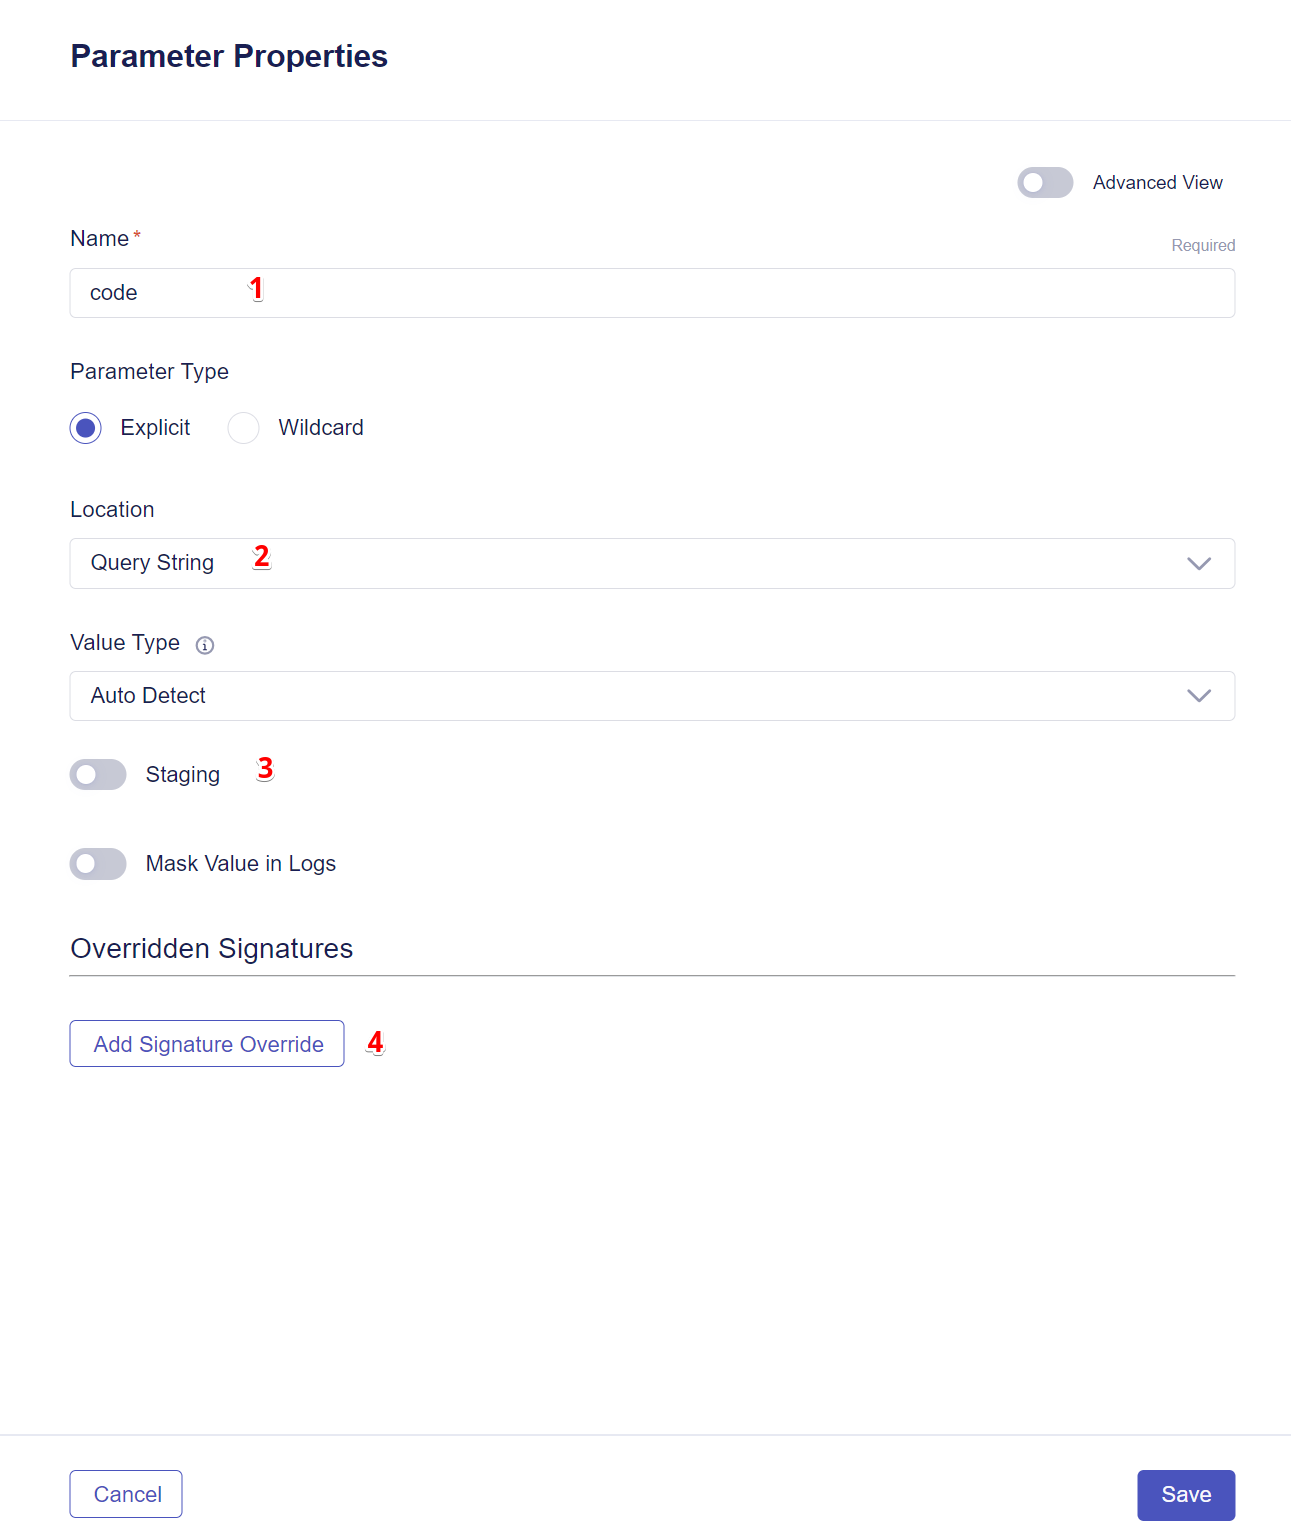 Parameter Properties
Advanced View
Name *
Required
code 1
Parameter Type
Explicit Wildcard
Location
Query String 2
Value Type
Auto Detect
Staging 3
Mask Value in Logs
Overridden Signatures
Add Signature Override 4
Cancel Save